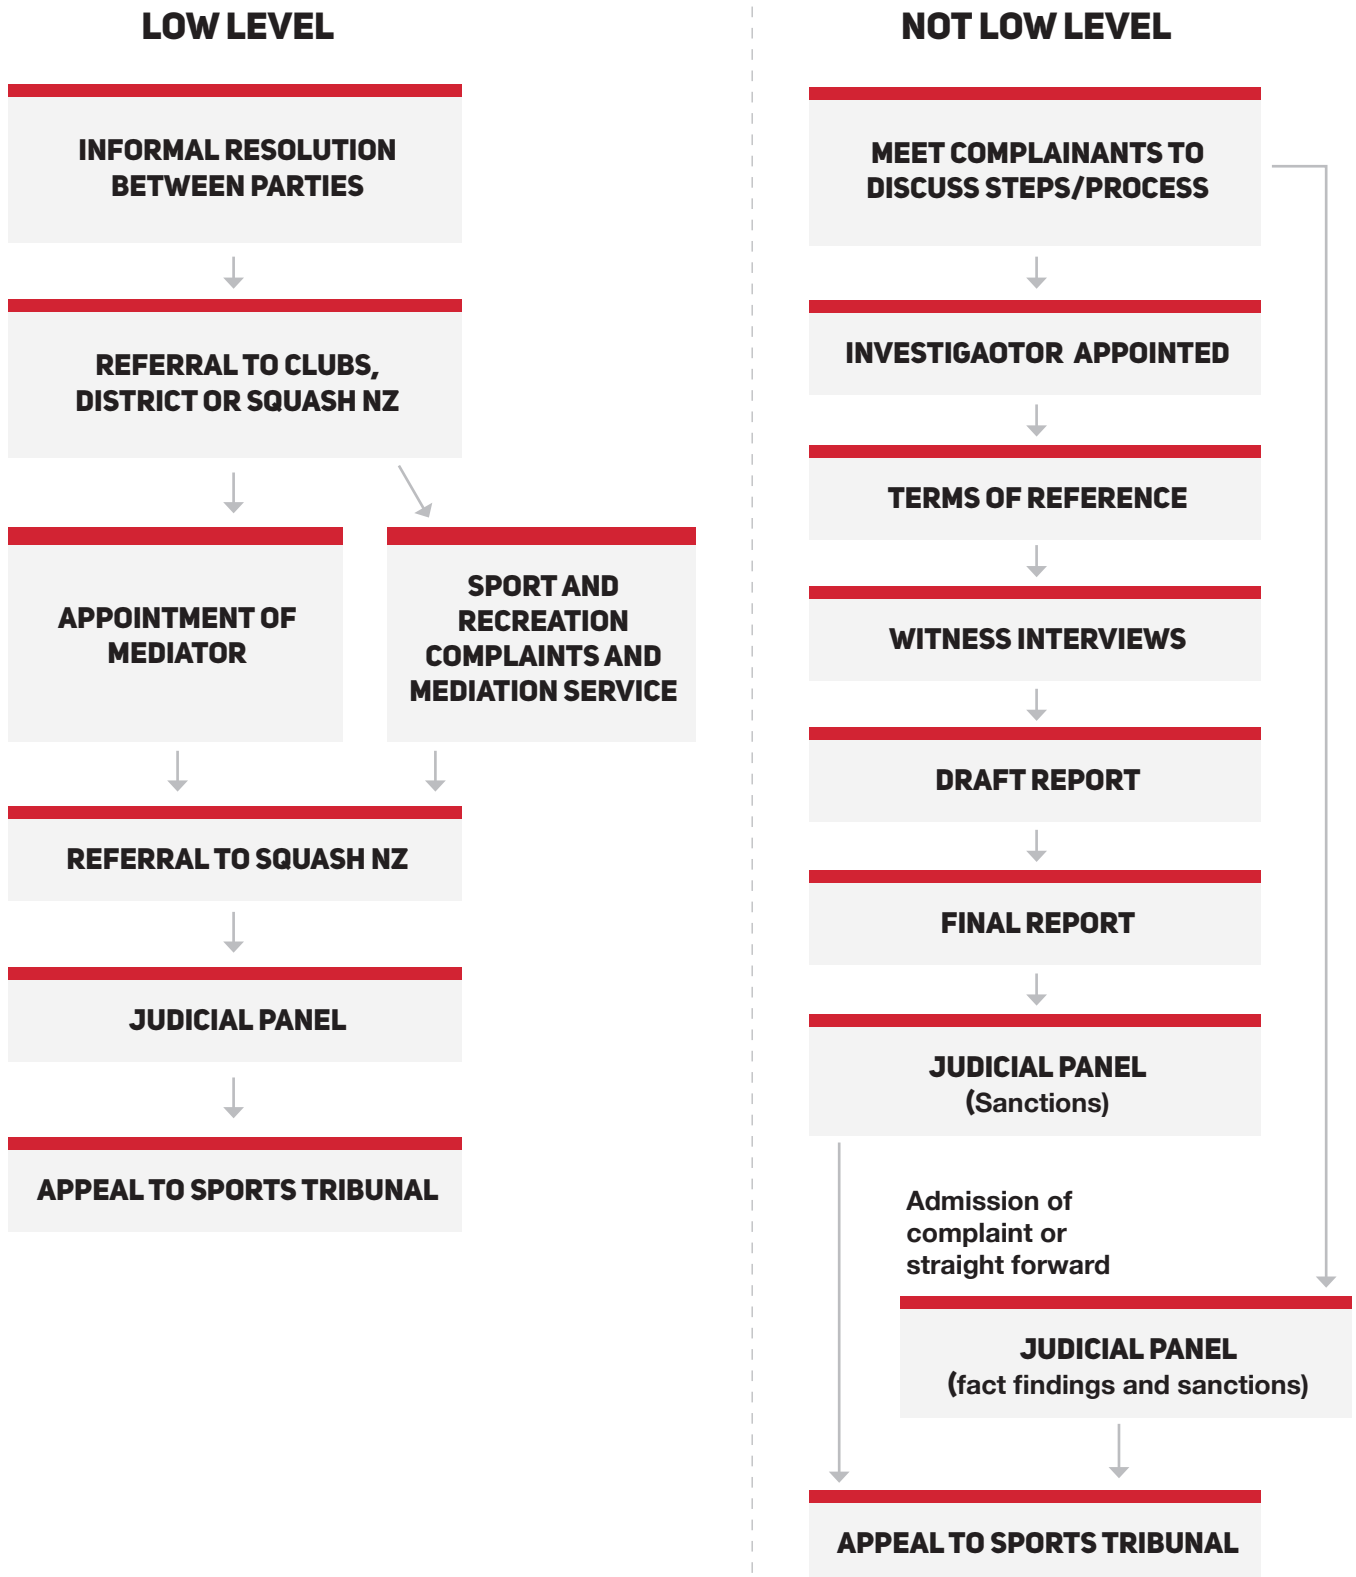 LOW LEVEL
INFORMAL RESOLUTION
BETWEEN PARTIES
REFERRAL TO CLUBS,
DISTRICT OR SQUASH NZ
APPOINTMENT OF
MEDIATOR
SPORT AND
RECREATION
COMPLAINTS AND
MEDIATION SERVICE
REFERRAL TO SQUASH NZ
JUDICIAL PANEL
APPEAL TO SPORTS TRIBUNAL
NOT LOW LEVEL
MEET COMPLAINANTS TO
DISCUSS STEPS/PROCESS
INVESTIGAOTOR APPOINTED
TERMS OF REFERENCE
WITNESS INTERVIEWS
DRAFT REPORT
FINAL REPORT
JUDICIAL PANEL
(Sanctions)
Admission of
complaint or
straight forward
JUDICIAL PANEL
(fact findings and sanctions)
APPEAL TO SPORTS TRIBUNAL